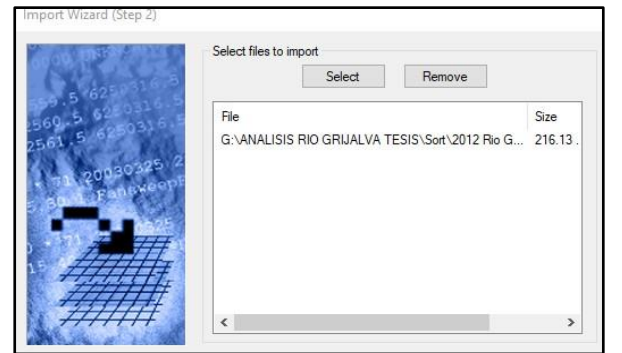 Import Wizard (Step 2)
Select files to import
Select Remove
File Size
G:\ANALISIS RIO GRIJALVA TESIS\Sort\2012 Rio G... 216.13 .